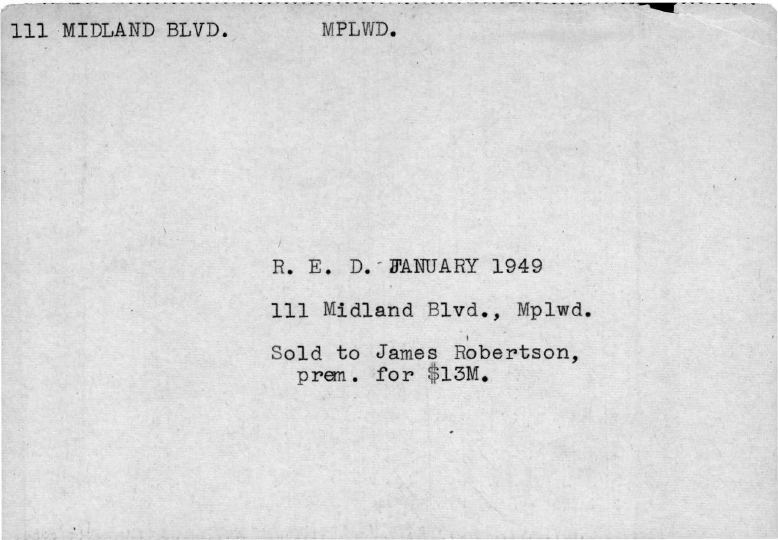 111 MIDLAND BLVD. MPLWD.
R. E. D. JANUARY 1949
111 Midland Blvd., Mplwd.
Sold to James Robertson,
prem. for $13M.